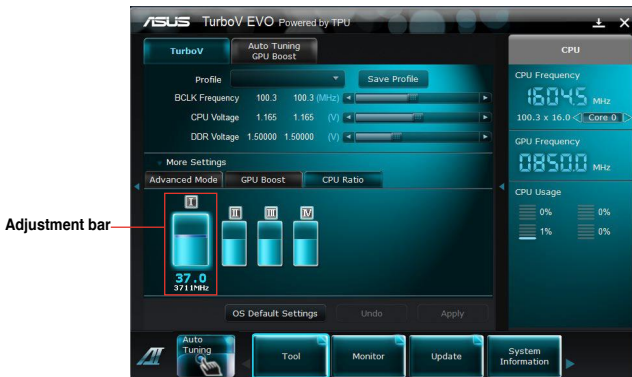 ASUS TurboV EVO Powered by TPU
TurboV
Auto Tuning
GPU Boost
Profile
Save Profile
BCLK Frequency 100.3 100.3 (MHz)
CPU Voltage 1.165 1.165 (V)
DDR Voltage 1.50000 1.50000 (V)
More Settings
Advanced Mode GPU Boost CPU Ratio
I II III IV
37.0
3711MHz
Adjustment bar
OS Default Settings Undo Apply
CPU
CPU Frequency
1604.5 MHz
100.3 x 16.0 Core 0
GPU Frequency
0850.0 MHz
CPU Usage
0% 0%
1% 0%
Auto
Tuning
Tool
Monitor
Update
System
Information